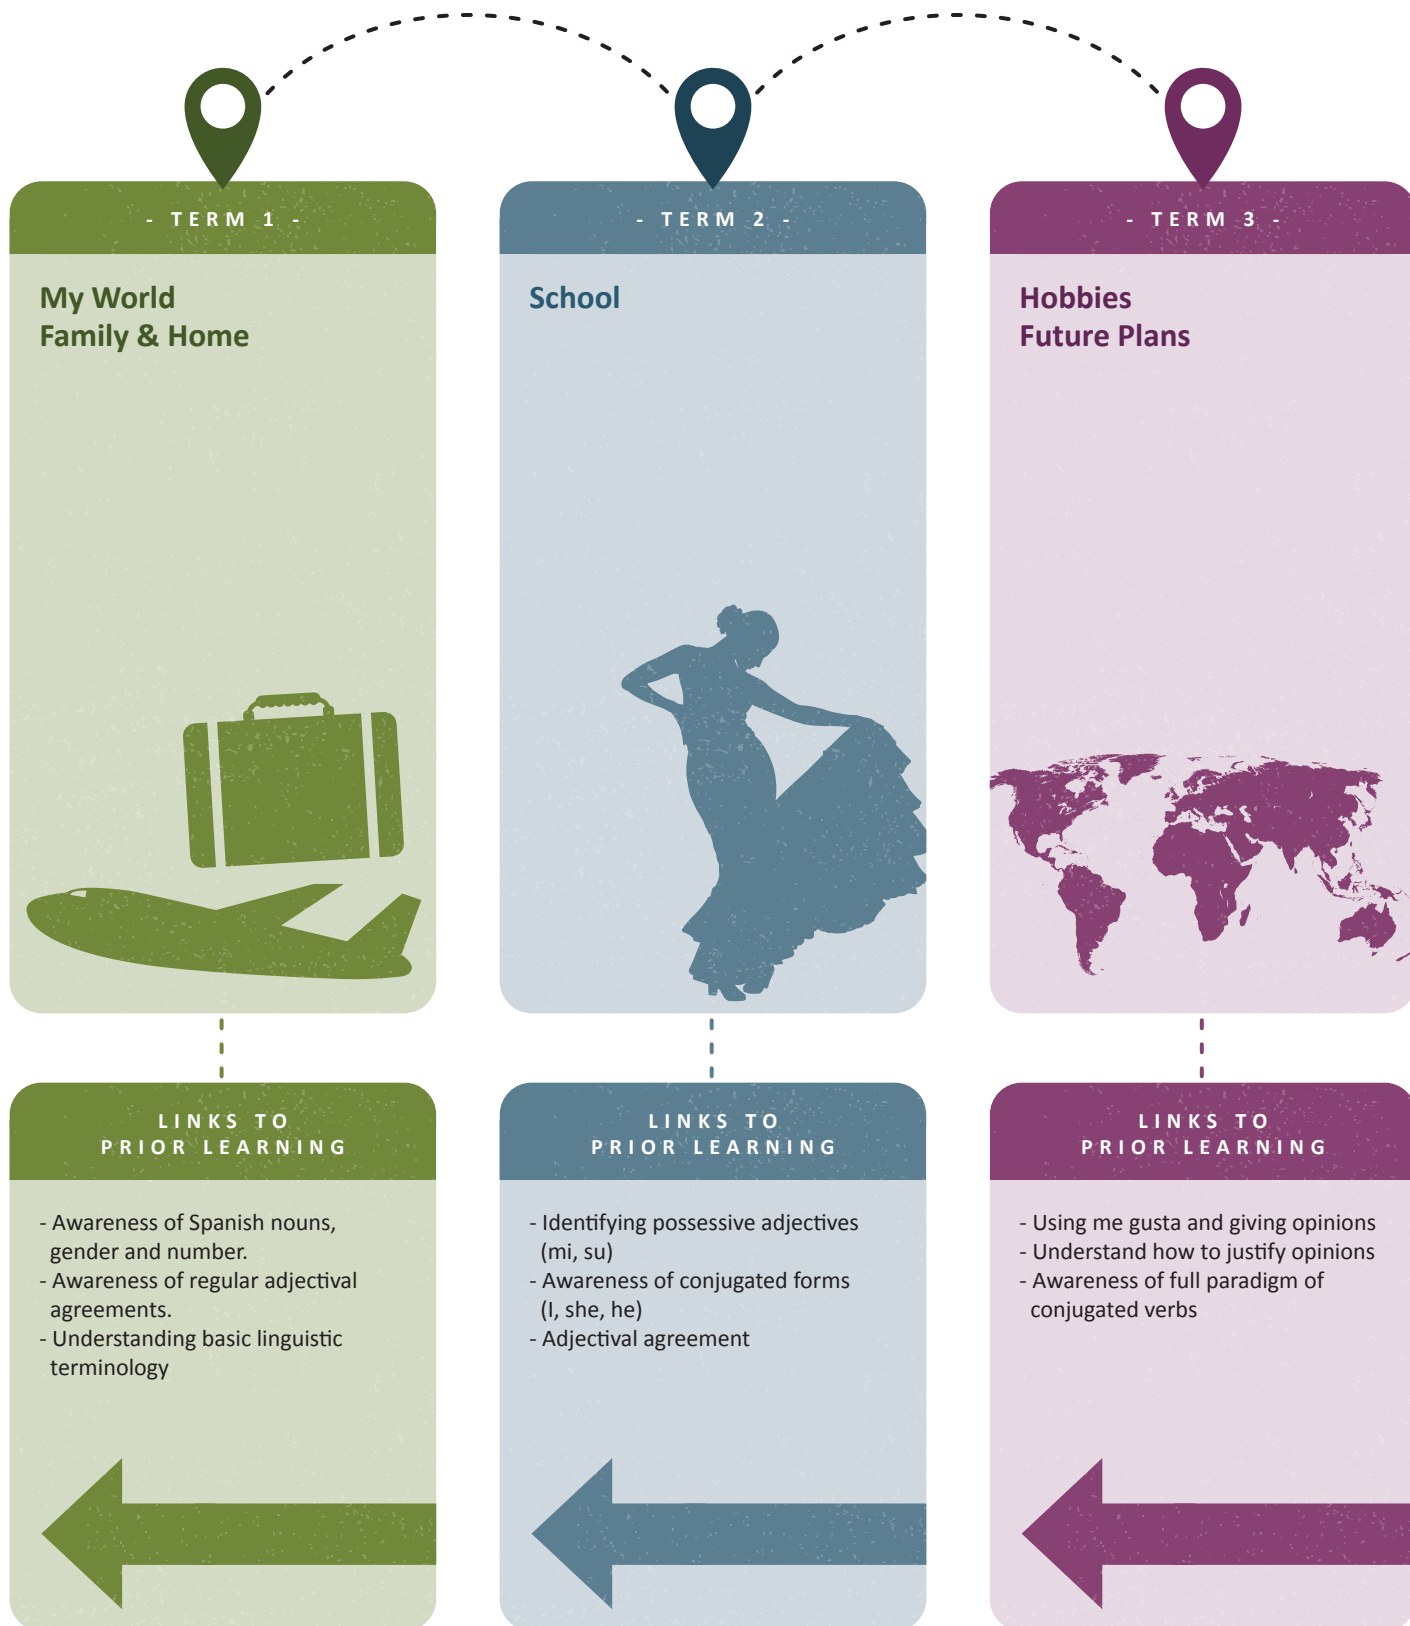 - TERM 1 -
My World
Family & Home
- TERM 2 -
School
- TERM 3 -
Hobbies
Future Plans
LINKS TO
PRIOR LEARNING
- Awareness of Spanish nouns,
gender and number.
- Awareness of regular adjectival
agreements.
- Understanding basic linguistic
terminology
LINKS TO
PRIOR LEARNING
- Identifying possessive adjectives
(mi, su)
- Awareness of conjugated forms
(I, she, he)
- Adjectival agreement
LINKS TO
PRIOR LEARNING
- Using me gusta and giving opinions
- Understand how to justify opinions
- Awareness of full paradigm of
conjugated verbs